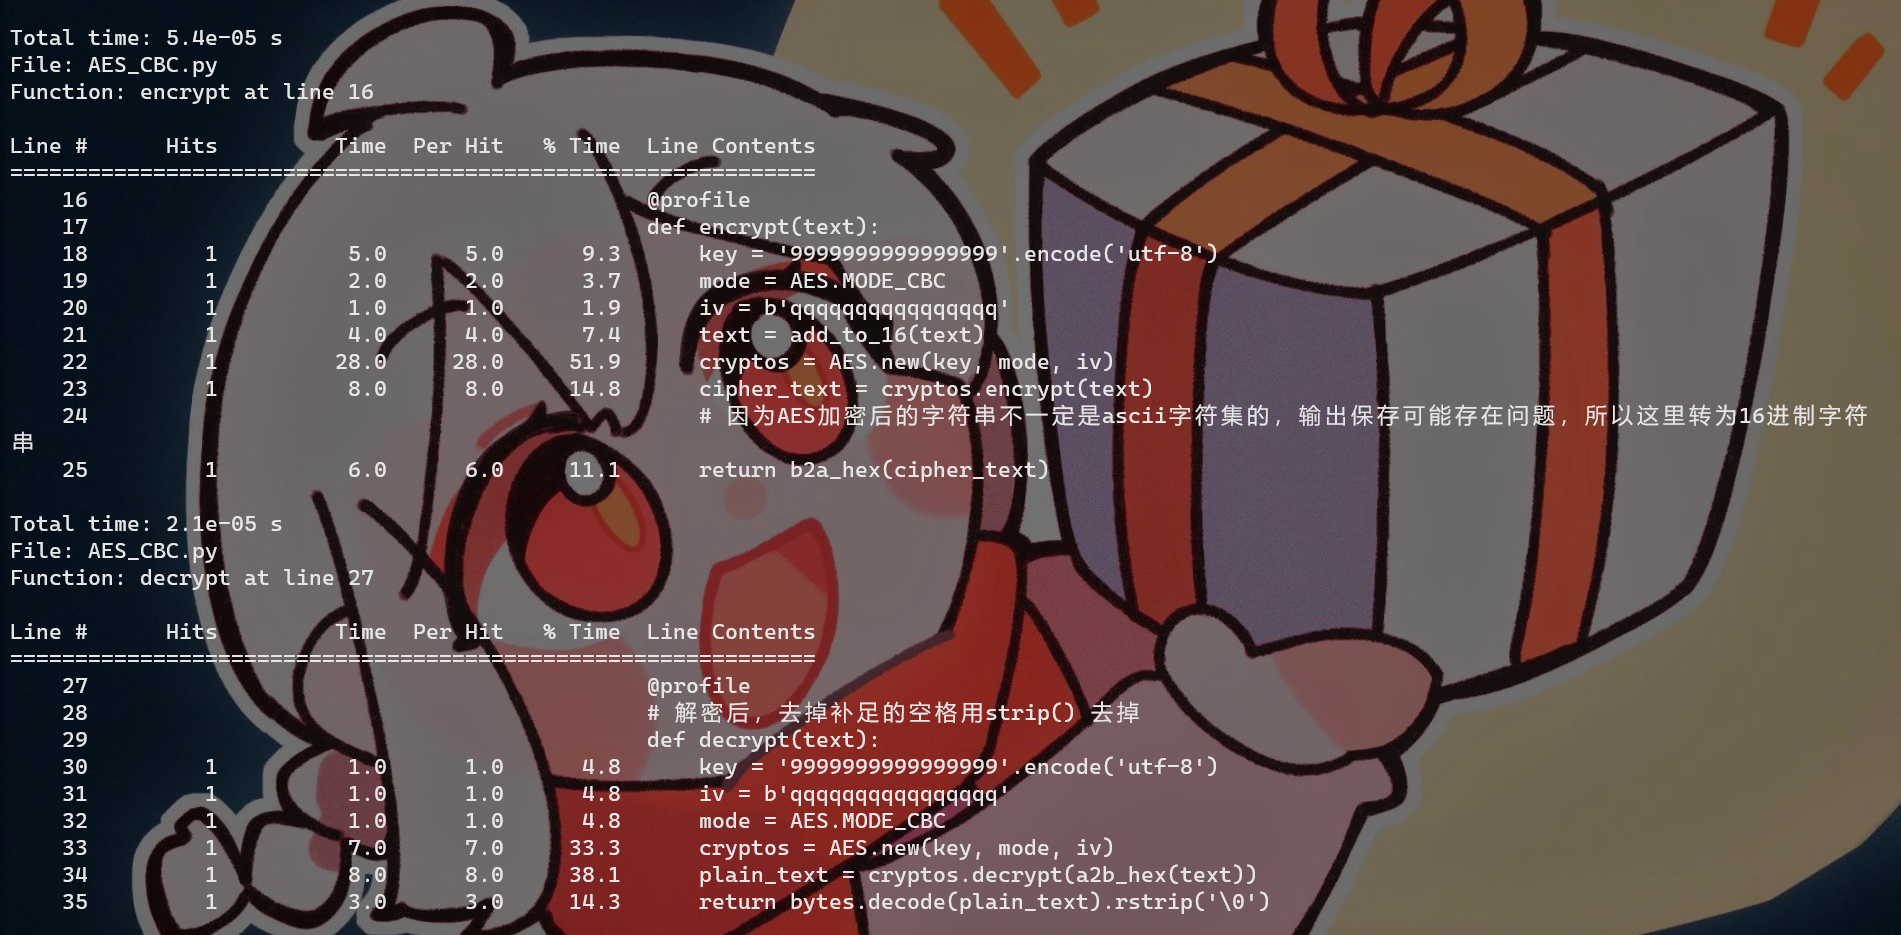 Total time: 5.4e-05 s
File: AES_CBC.py
Function: encrypt at line 16
Line #      Hits         Time  Per Hit   % Time  Line Contents
==============================================================
    16                                           @profile
    17                                           def encrypt(text):
    18         1          5.0      5.0      9.3      key = '9999999999999999'.encode('utf-8')
    19         1          2.0      2.0      3.7      mode = AES.MODE_CBC
    20         1          1.0      1.0      1.9      iv = b'qqqqqqqqqqqqqqqq'
    21         1          4.0      4.0      7.4      text = add_to_16(text)
    22         1         28.0     28.0     51.9      cryptos = AES.new(key, mode, iv)
    23         1          8.0      8.0     14.8      cipher_text = cryptos.encrypt(text)
    24                                               # 因为AES加密后的字符串不一定是ascii字符集的，输出保存可能存在问题，所以这里转为16进制字符
串
    25         1          6.0      6.0     11.1      return b2a_hex(cipher_text)
Total time: 2.1e-05 s
File: AES_CBC.py
Function: decrypt at line 27
Line #      Hits         Time  Per Hit   % Time  Line Contents
==============================================================
    27                                           @profile
    28                                           # 解密后，去掉补足的空格用strip() 去掉
    29                                           def decrypt(text):
    30         1          1.0      1.0      4.8      key = '9999999999999999'.encode('utf-8')
    31         1          1.0      1.0      4.8      iv = b'qqqqqqqqqqqqqqqq'
    32         1          1.0      1.0      4.8      mode = AES.MODE_CBC
    33         1          7.0      7.0     33.3      cryptos = AES.new(key, mode, iv)
    34         1          8.0      8.0     38.1      plain_text = cryptos.decrypt(a2b_hex(text))
    35         1          3.0      3.0     14.3      return bytes.decode(plain_text).rstrip('\0')